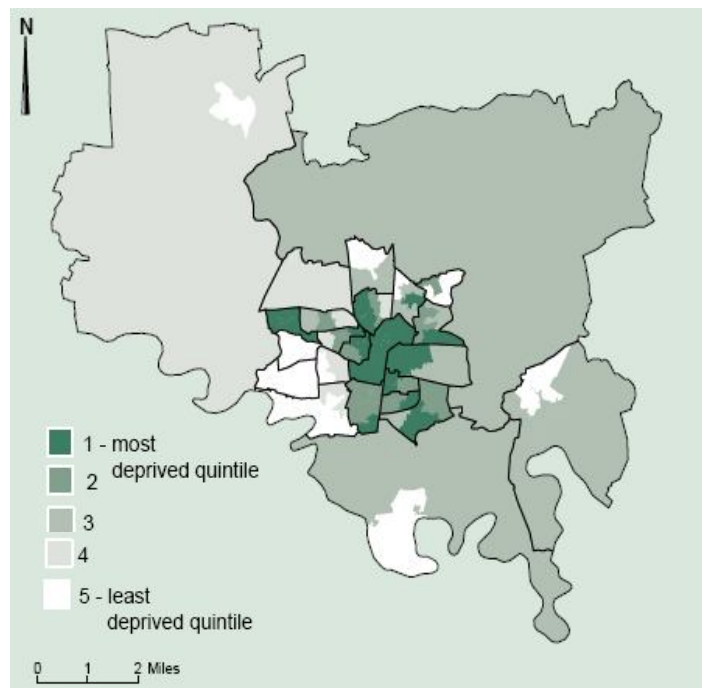 N
1 - most
deprived quintile
2
3
4
5 - least
deprived quintile
0 1 2 Miles